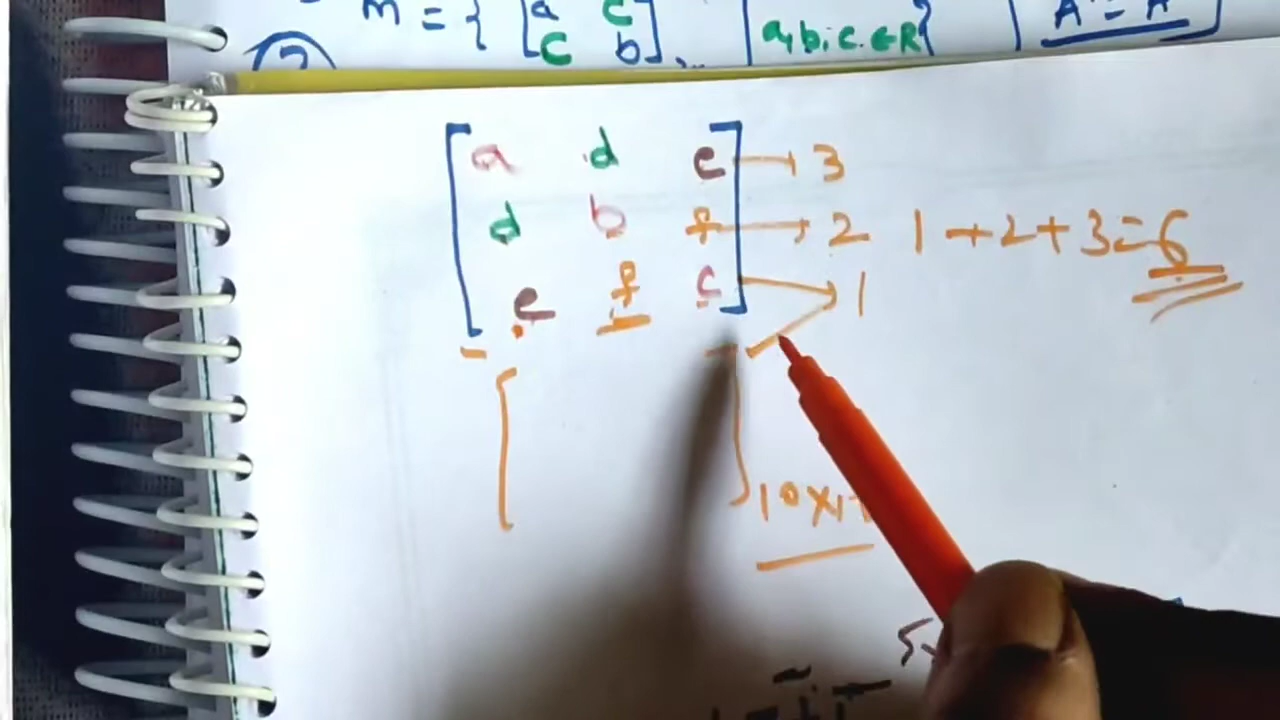 m = { [a c
c b] , | a, b, c. ∈ R }
a d e → 3
d b f → 2 1 + 2 + 3 = 6
e f c → 1
[ ] 10×1